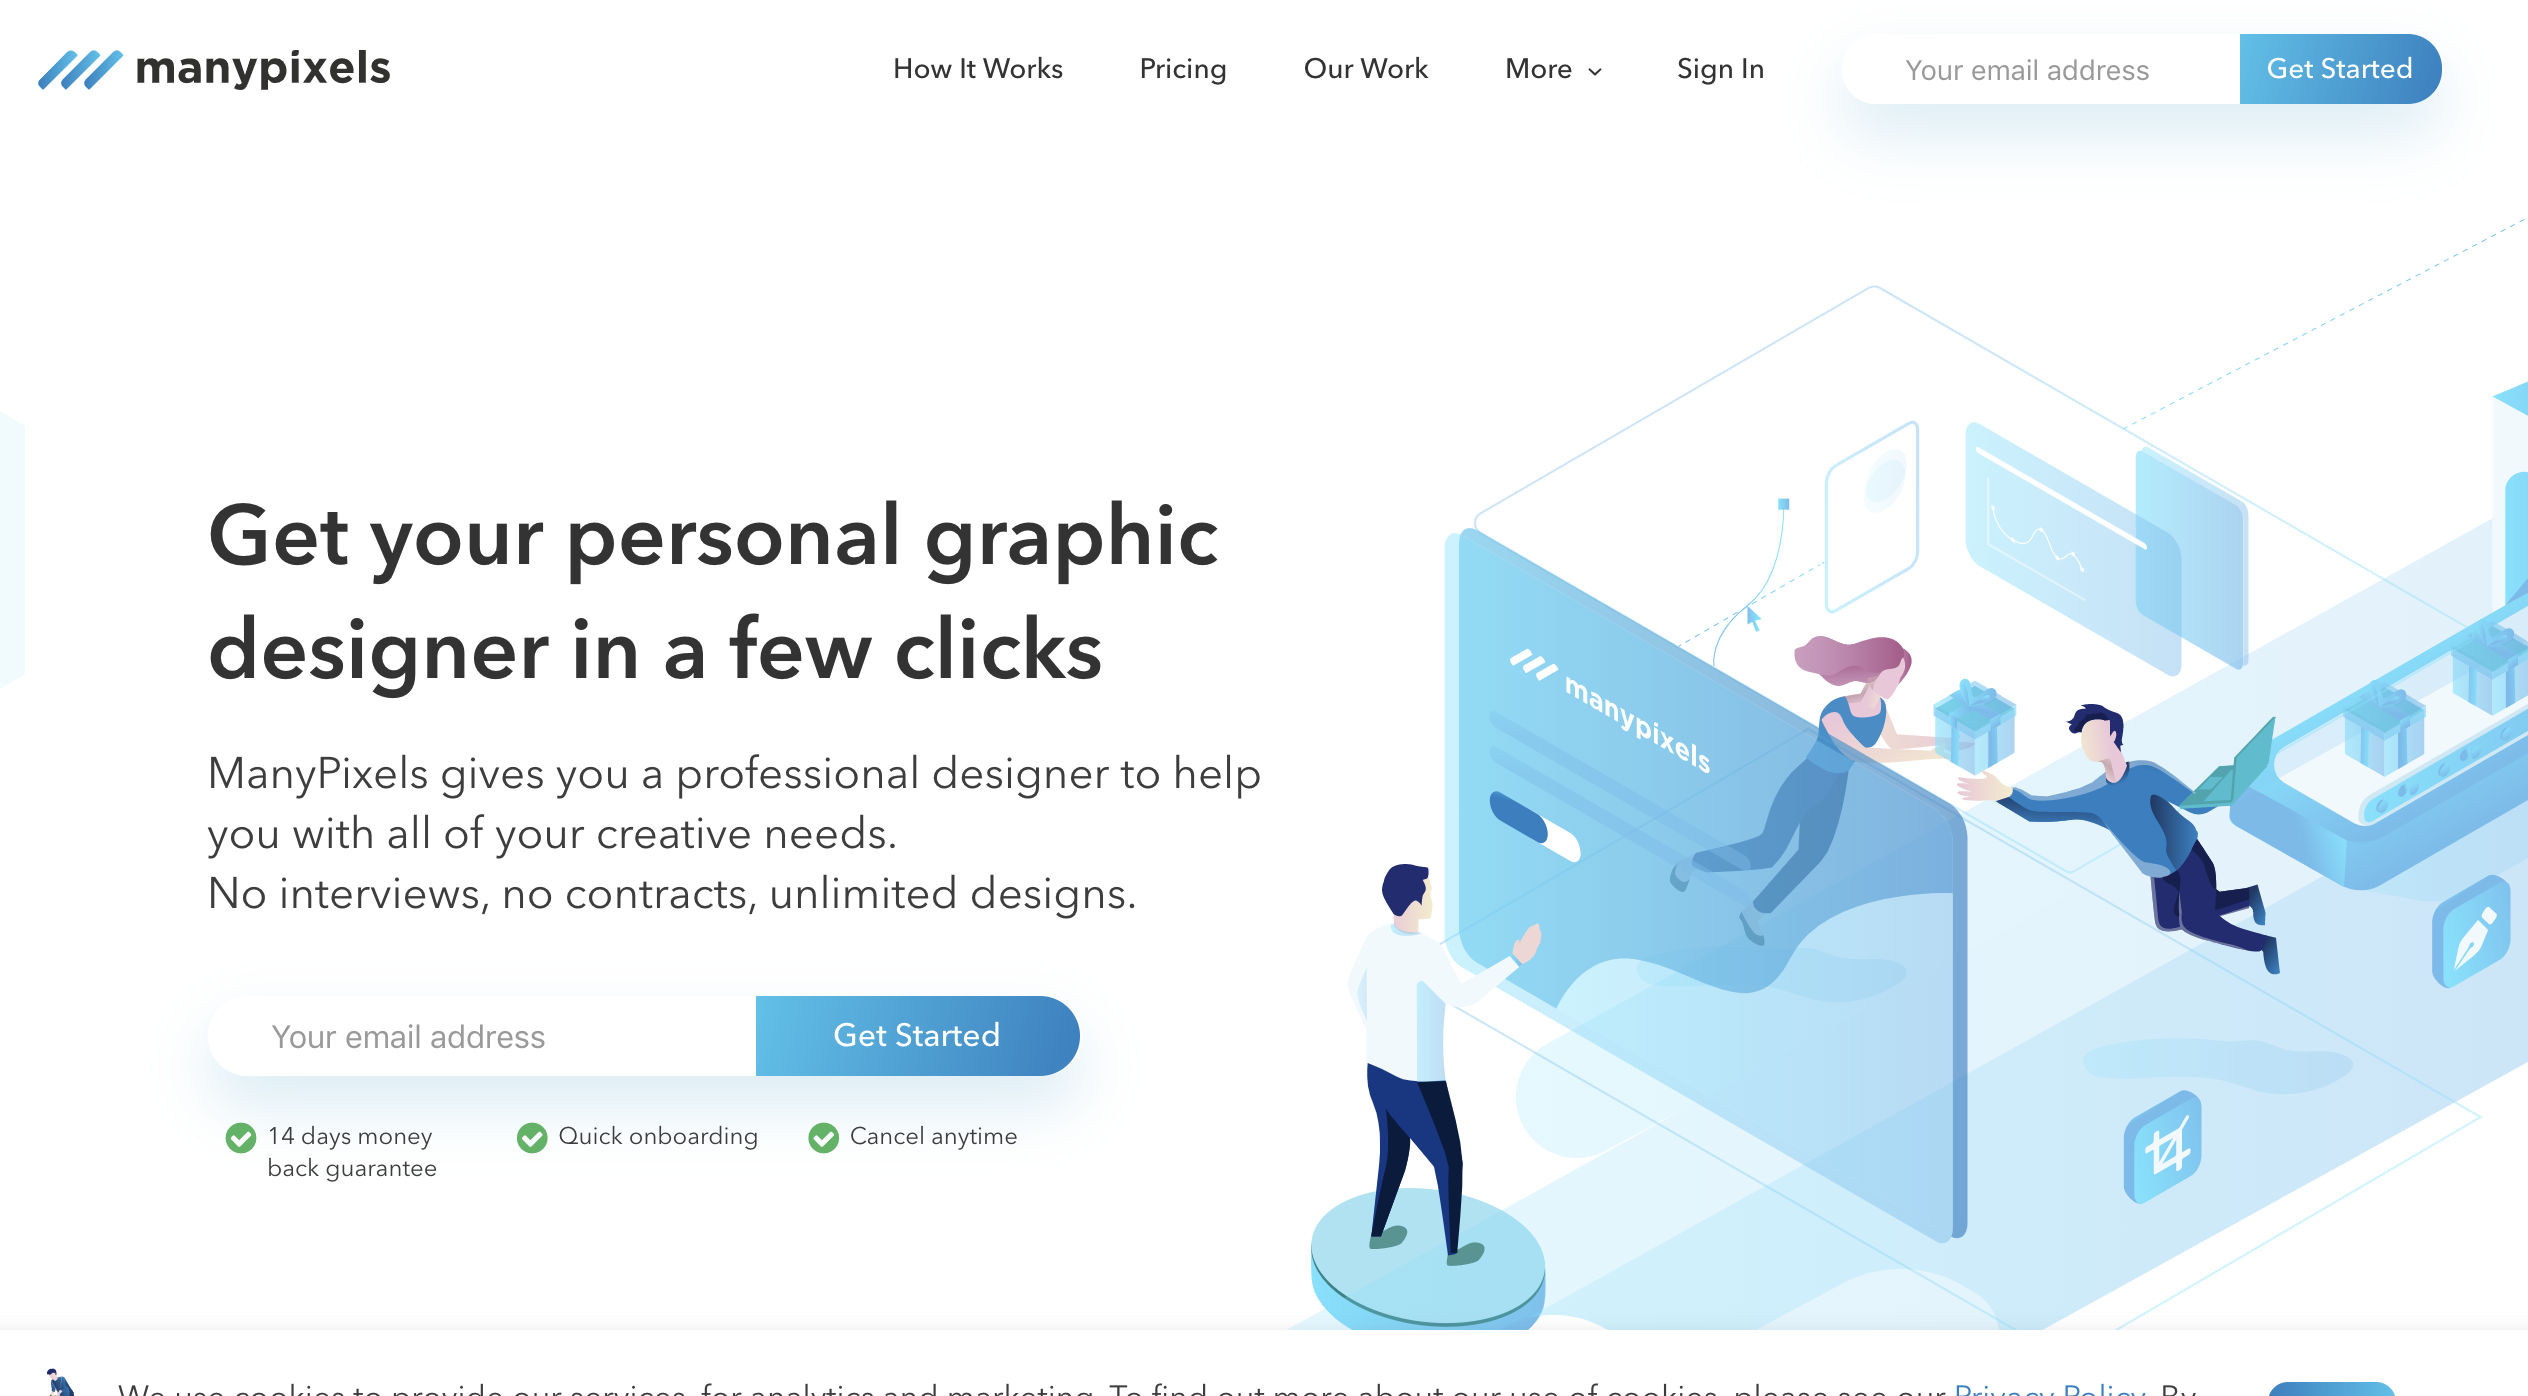 manypixels
How It Works
Pricing
Our Work
More
Sign In
Your email address
Get Started
Get your personal graphic
designer in a few clicks
ManyPixels gives you a professional designer to help
you with all of your creative needs.
No interviews, no contracts, unlimited designs.
Your email address
Get Started
14 days money
back guarantee
Quick onboarding
Cancel anytime
manypixels
We use cookies to provide our services, for analytics and marketing. To find out more about our use of cookies, please see our Privacy Policy. By